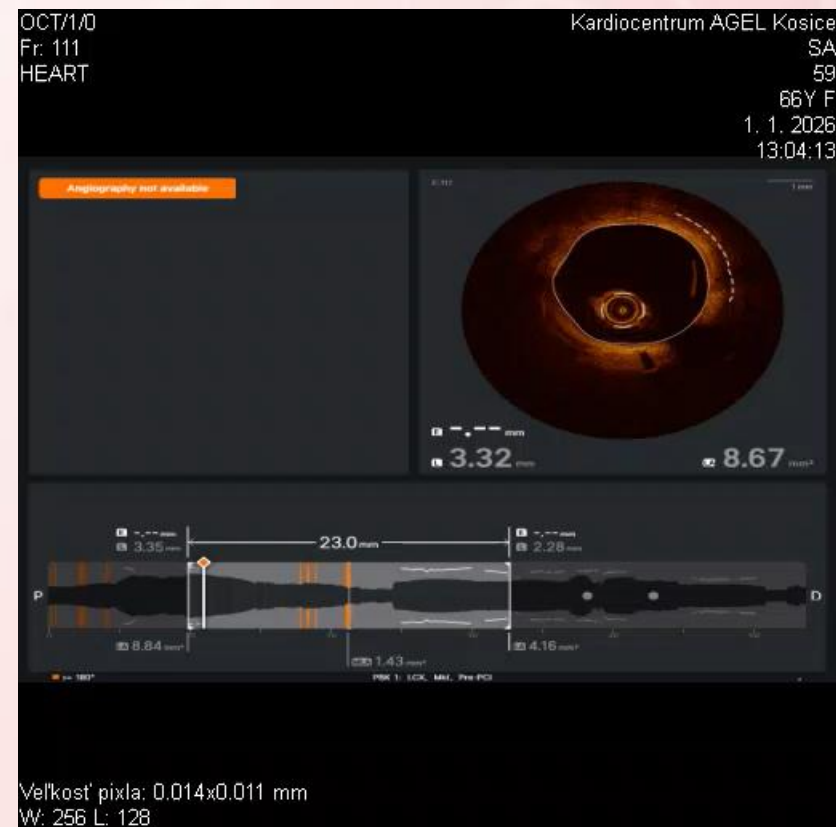 OCT/1/0
Fr: 111
HEART
Kardiocentrum AGEL Kosice
SA
59
66Y F
1. 1. 2026
13:04:13
Angiography not available
1 mm
-.-- mm
3.32 mm
8.67 mm²
-.-- mm
3.35 mm
23.0 mm
-.-- mm
2.28 mm
P
D
8.84 mm²
1.43 mm²
4.16 mm²
>= 180°
PBK 1: LCX, Mid, Pre-PCI
Veľkosť pixla: 0.014x0.011 mm
W: 256 L: 128